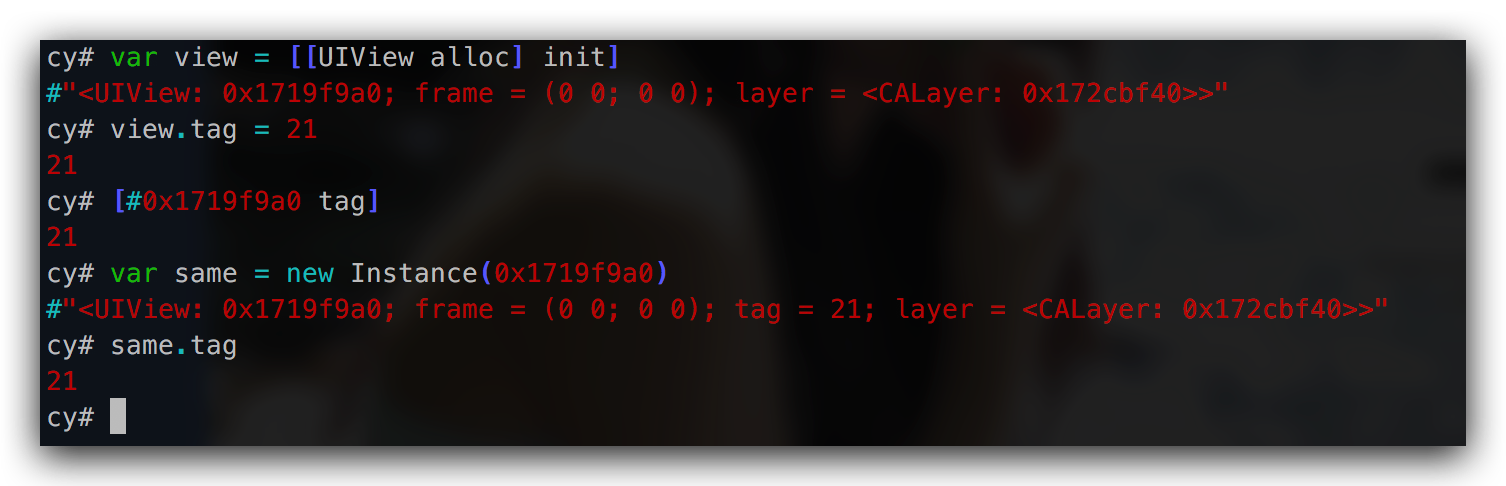 cy# var view = [[UIView alloc] init]
#"<UIView: 0x1719f9a0; frame = (0 0; 0 0); layer = <CALayer: 0x172cbf40>>"
cy# view.tag = 21
21
cy# [#0x1719f9a0 tag]
21
cy# var same = new Instance(0x1719f9a0)
#"<UIView: 0x1719f9a0; frame = (0 0; 0 0); tag = 21; layer = <CALayer: 0x172cbf40>>"
cy# same.tag
21
cy#